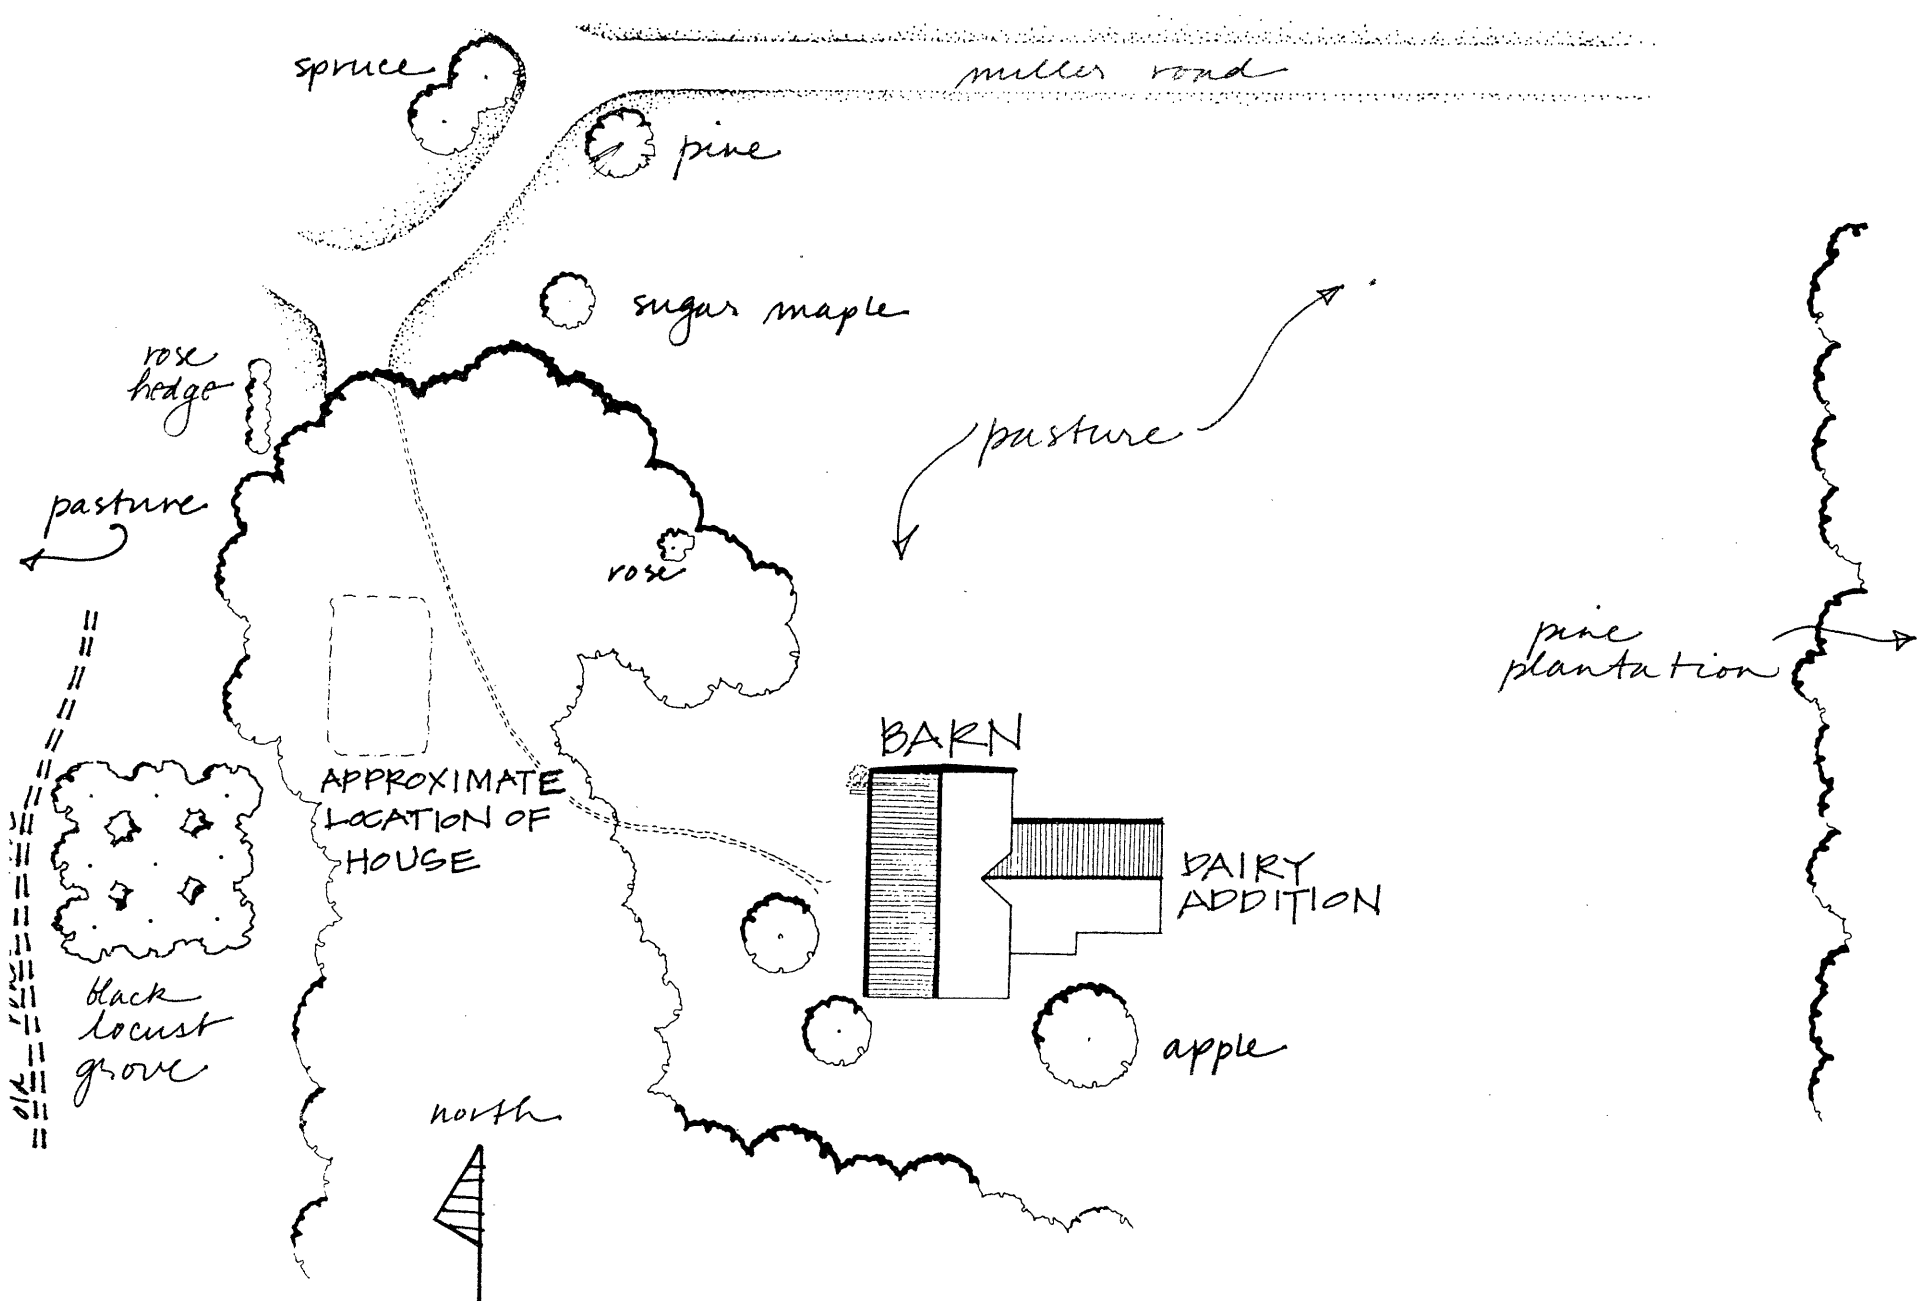 spruce
miller road
pine
sugar maple
rose
hedge
pasture
pasture
rose
pine
plantation
BARN
APPROXIMATE
LOCATION OF
HOUSE
DAIRY
ADDITION
black
locust
grove
apple
north
old